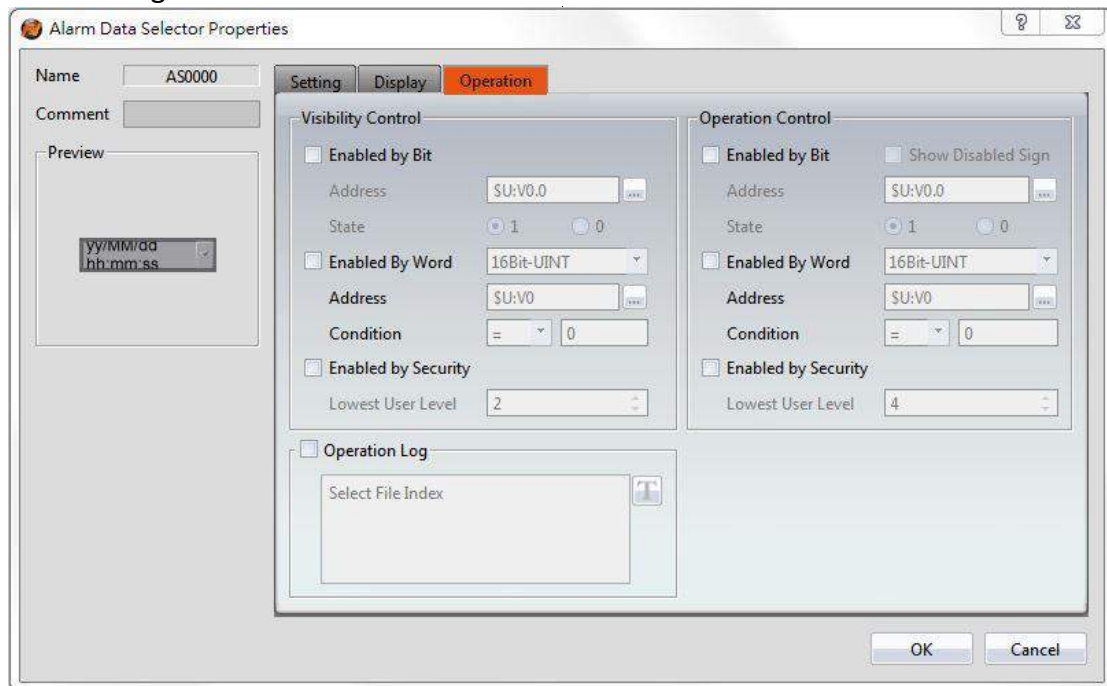 Alarm Data Selector Properties
Name AS0000
Comment
Preview
yy/MM/dd
hh:mm:ss
Setting Display Operation
Visibility Control
Enabled by Bit
Address $U:V0.0 ...
State 1 0
Enabled By Word 16Bit-UINT
Address $U:V0 ...
Condition = 0
Enabled by Security
Lowest User Level 2
Operation Control
Enabled by Bit Show Disabled Sign
Address $U:V0.0 ...
State 1 0
Enabled By Word 16Bit-UINT
Address $U:V0 ...
Condition = 0
Enabled by Security
Lowest User Level 4
Operation Log
Select File Index T
OK Cancel